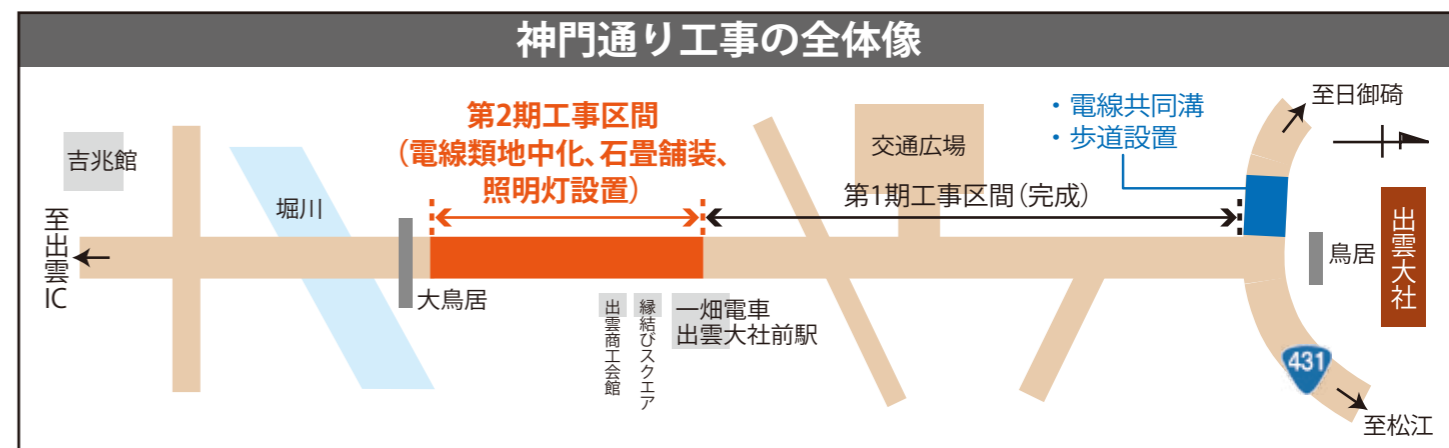 神門通り工事の全体像
第2期工事区間
（電線類地中化、石畳舗装、
照明灯設置）
・電線共同溝
・歩道設置
至日御碕
吉兆館
交通広場
第1期工事区間（完成）
堀川
至出雲IC
大鳥居
鳥居
出雲大社
出雲商工会館
縁結びスクエア
一畑電車
出雲大社前駅
431
至松江